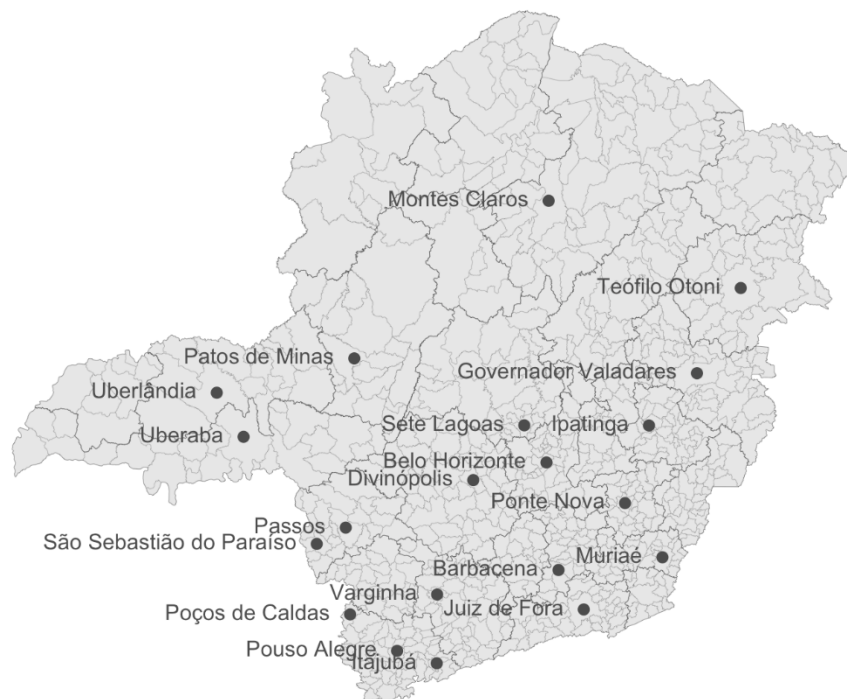 Montes Claros
Teófilo Otoni
Patos de Minas
Governador Valadares
Uberlândia
Sete Lagoas
Ipatinga
Uberaba
Belo Horizonte
Divinópolis
Ponte Nova
Passos
São Sebastião do Paraíso
Muriaé
Barbacena
Varginha
Juiz de Fora
Poços de Caldas
Pouso Alegre
Itajubá